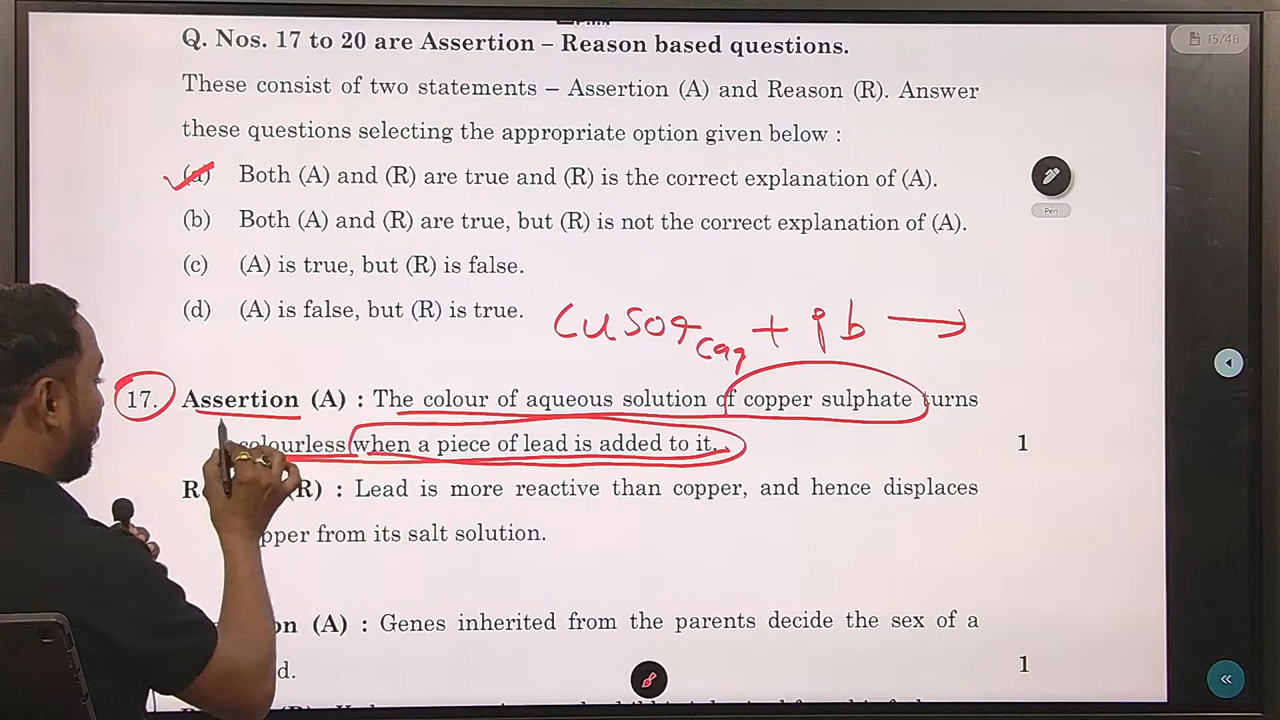 15/46
Q. Nos. 17 to 20 are Assertion – Reason based questions.
These consist of two statements – Assertion (A) and Reason (R). Answer
these questions selecting the appropriate option given below :
(a) Both (A) and (R) are true and (R) is the correct explanation of (A).
Pen
(b) Both (A) and (R) are true, but (R) is not the correct explanation of (A).
(c) (A) is true, but (R) is false.
(d) (A) is false, but (R) is true.
CuSO4(aq) + Pb →
17. Assertion (A) : The colour of aqueous solution of copper sulphate turns
colourless when a piece of lead is added to it. 1
(R) : Lead is more reactive than copper, and hence displaces
from its salt solution.
(A) : Genes inherited from the parents decide the sex of a
1